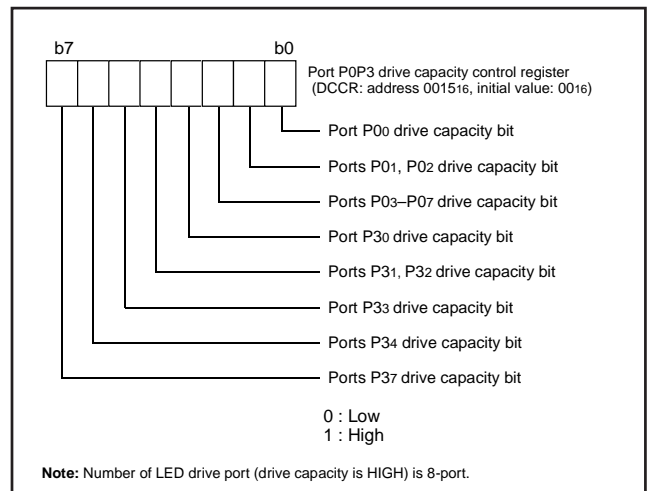 b7 b0
Port P0P3 drive capacity control register
(DCCR: address 001516, initial value: 0016)
Port P00 drive capacity bit
Ports P01, P02 drive capacity bit
Ports P03–P07 drive capacity bit
Port P30 drive capacity bit
Ports P31, P32 drive capacity bit
Port P33 drive capacity bit
Ports P34 drive capacity bit
Ports P37 drive capacity bit
0 : Low
1 : High
Note: Number of LED drive port (drive capacity is HIGH) is 8-port.